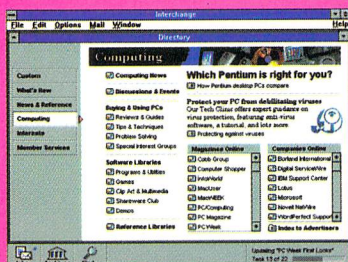 Interchange
File Edit Options Mail Window Help
Directory
Custom
What's New
News & Reference
Computing
Interests
Member Services
Computing
Computing News
Discussions & Events
Buying & Using PCs
Reviews & Guides
Tips & Techniques
Problem Solving
Special Interest Groups
Software Libraries
Programs & Utilities
Games
Clip Art & Multimedia
Shareware Club
Demos
Reference Libraries
Which Pentium is right for you?
How Pentium desktop PCs compare
Protect your PC from debilitating viruses
Our Tech Clinic offers expert guidance on
virus protection, featuring anti-virus
software, a tutorial, and lots more.
Protecting against viruses
Magazines Online
Cobb Group
Computer Shopper
InfoWorld
MacUser
MacWEEK
PC/Computing
PC Magazine
PC Week
Companies Online
Borland International
Digital ServiceWire
IBM Support Center
Lotus
Microsoft
Novell NetWire
WordPerfect Support
Index to Advertisers
Updating "PC Week First Looks"
Task 13 of 22